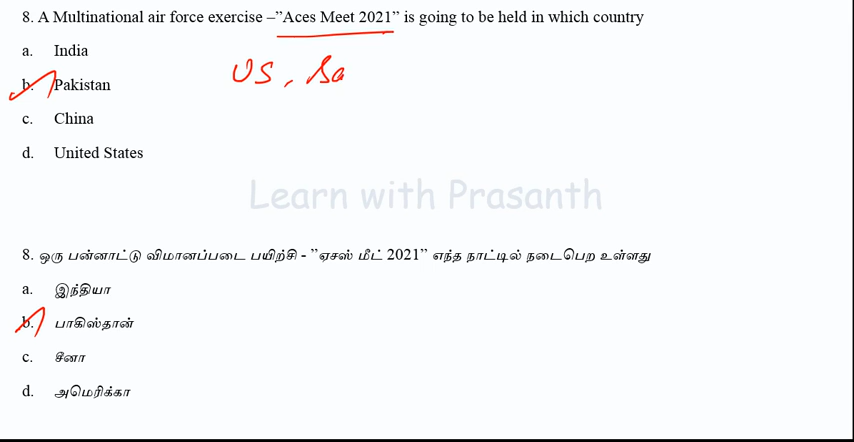 8. A Multinational air force exercise –”Aces Meet 2021” is going to be held in which country
a. India
b. Pakistan
c. China
d. United States
US, Sa
Learn with Prasanth
8. ஒரு பன்னாட்டு விமானப்படை பயிற்சி - ”ஏசஸ் மீட் 2021” எந்த நாட்டில் நடைபெற உள்ளது
a. இந்தியா
b. பாகிஸ்தான்
c. சீனா
d. அமெரிக்கா